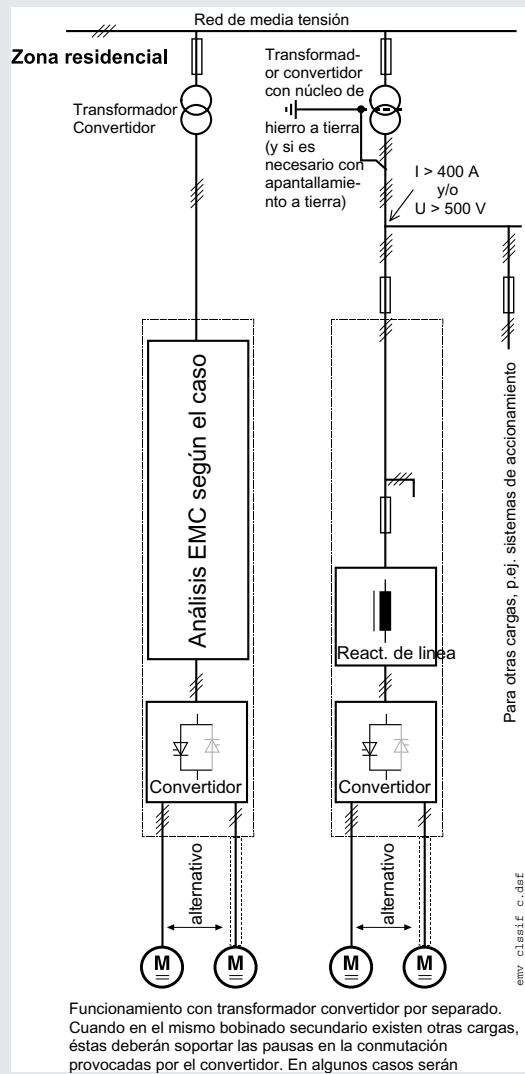 Red de media tensión
Zona residencial
Transformador
Convertidor
Transformad-
or convertidor
con núcleo de
hierro a tierra
(y si es
necesario con
apantallamie-
nto a tierra)
I > 400 A
y/o
U > 500 V
Análisis EMC según el caso
React. de linea
Para otras cargas, p.ej. sistemas de accionamiento
Convertidor
Convertidor
alternativo
alternativo
M
M
M
M
emv clssif c.dsf
Funcionamiento con transformador convertidor por separado.
Cuando en el mismo bobinado secundario existen otras cargas,
éstas deberán soportar las pausas en la conmutación
provocadas por el convertidor. En algunos casos serán